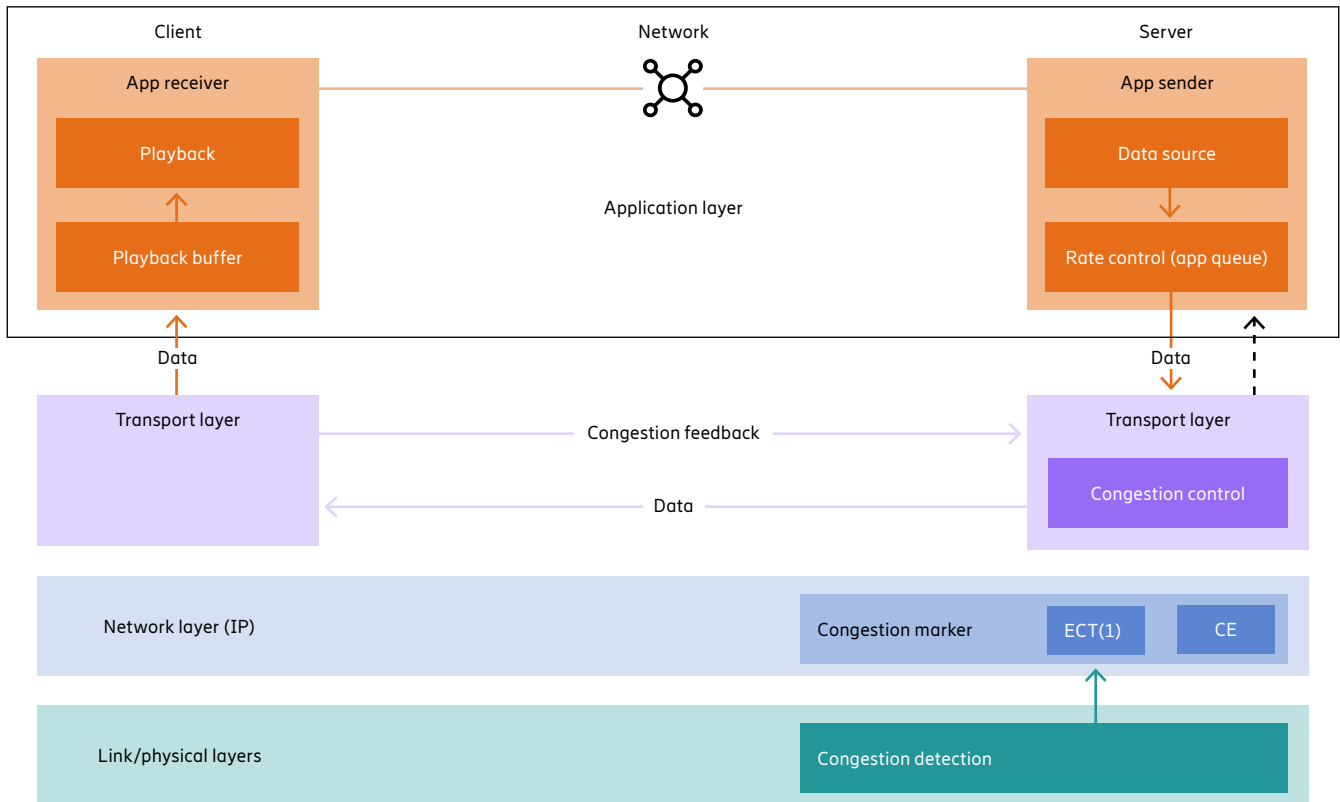 Client
Network
Server
App receiver
App sender
Playback
Data source
Application layer
Playback buffer
Rate control (app queue)
Data
Data
Transport layer
Transport layer
Congestion feedback
Congestion control
Data
Network layer (IP)
Congestion marker
ECT(1)
CE
Link/physical layers
Congestion detection